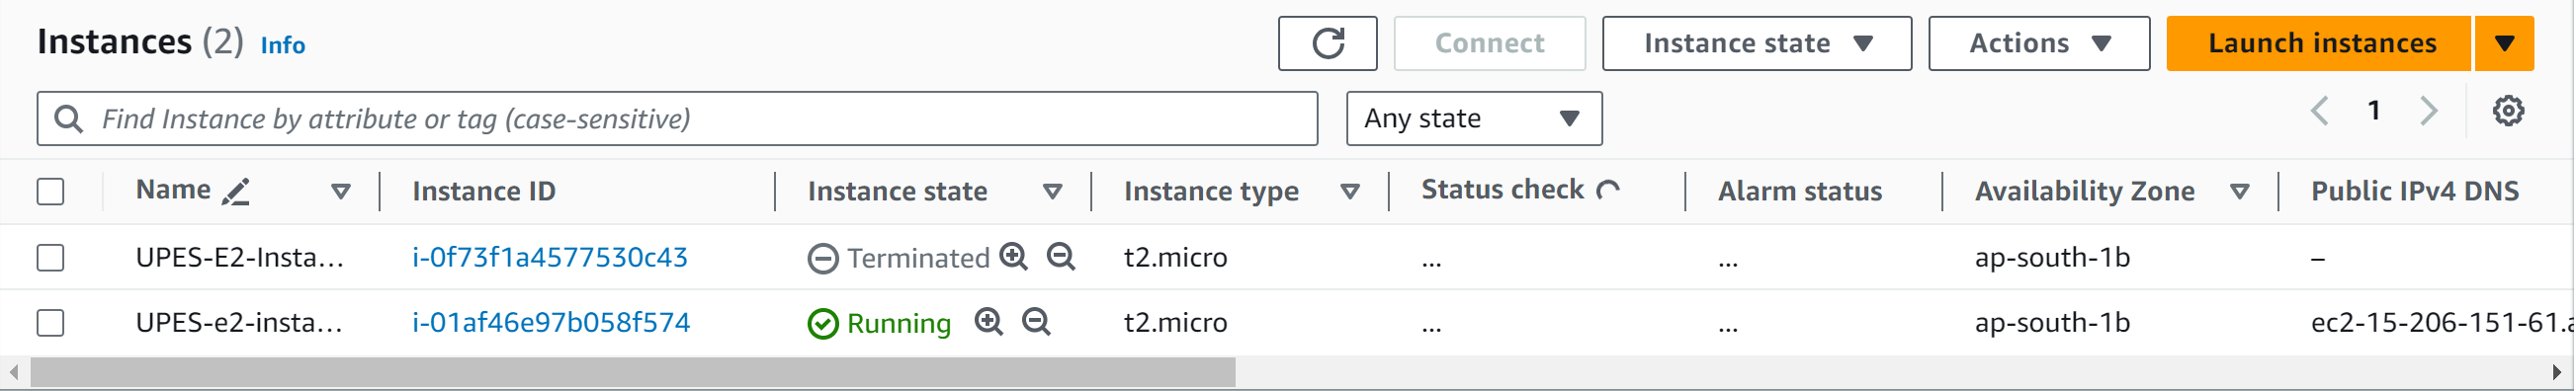 Instances (2) Info Connect Instance state Actions Launch instances
Find Instance by attribute or tag (case-sensitive) Any state 1
Name Instance ID Instance state Instance type Status check Alarm status Availability Zone Public IPv4 DNS
UPES-E2-Insta... i-0f73f1a4577530c43 Terminated t2.micro ... ... ap-south-1b –
UPES-e2-insta... i-01af46e97b058f574 Running t2.micro ... ... ap-south-1b ec2-15-206-151-61.a